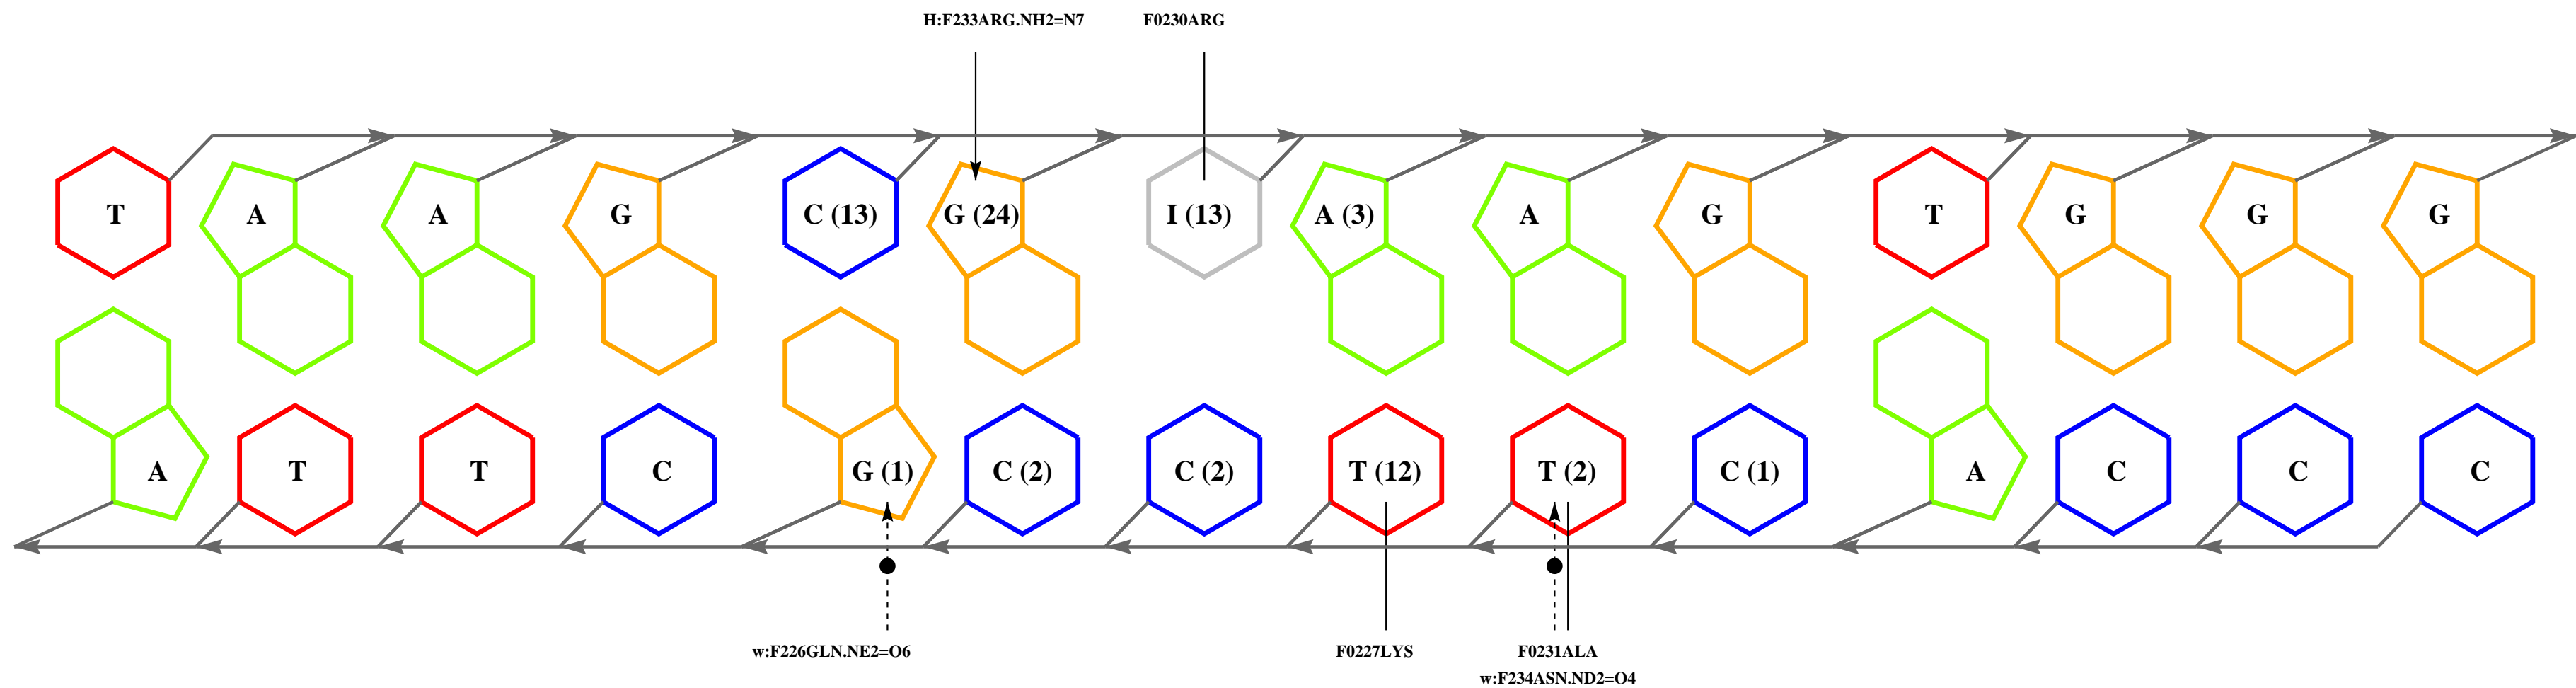 H:F233ARG.NH2=N7 F0230ARG
T A A G C (13) G (24) I (13) A (3) A G T G G G
A T T C G (1) C (2) C (2) T (12) T (2) C (1) A C C C
w:F226GLN.NE2=O6 F0227LYS F0231ALA
w:F234ASN.ND2=O4